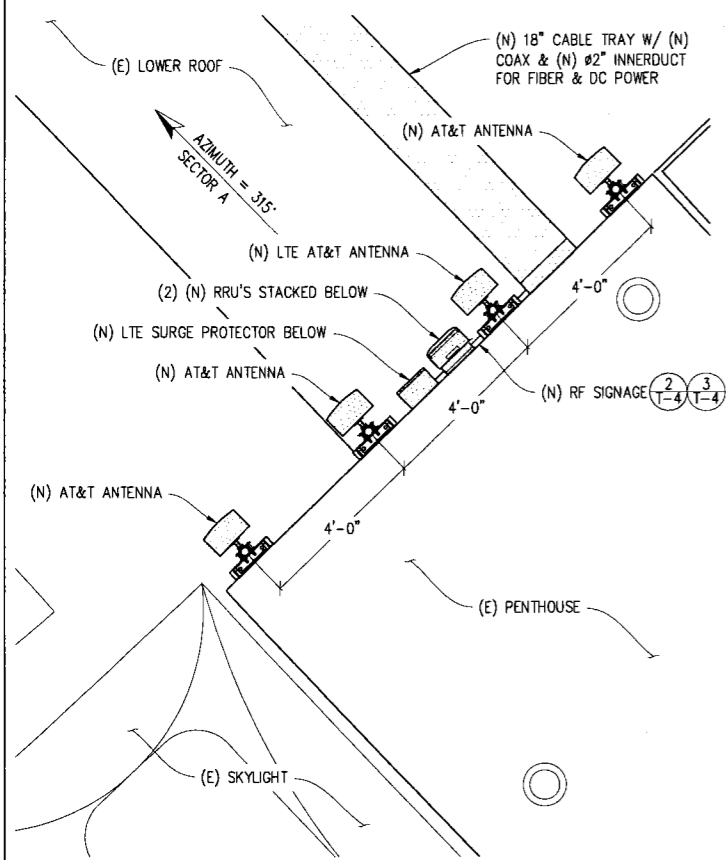 (N) 18" CABLE TRAY W/ (N)
COAX & (N) ø2" INNERDUCT
FOR FIBER & DC POWER
(E) LOWER ROOF
(N) AT&T ANTENNA
AZIMUTH = 315°
SECTOR A
(N) LTE AT&T ANTENNA
(2) (N) RRU'S STACKED BELOW
4'-0"
(N) LTE SURGE PROTECTOR BELOW
(N) AT&T ANTENNA
(N) RF SIGNAGE
2
T-4
3
T-4
4'-0"
(N) AT&T ANTENNA
4'-0"
(E) PENTHOUSE
(E) SKYLIGHT